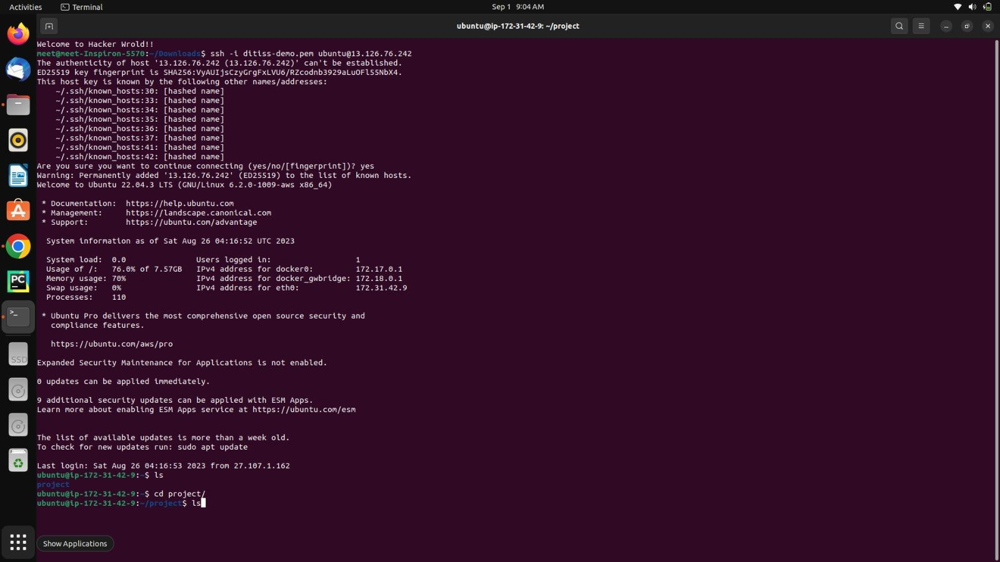 Activities
Terminal
Sep 1 9:04 AM
ubuntu@ip-172-31-42-9: ~/project
Welcome to Hacker Wrold!!
meet@meet-Inspiron-5570:~/Downloads$ ssh -i ditiss-demo.pem ubuntu@13.126.76.242
The authenticity of host '13.126.76.242 (13.126.76.242)' can't be established.
ED25519 key fingerprint is SHA256:VyAUIjsCzyGrgFxLVU6/RZcodnb3929aLuOFl55NbX4.
This host key is known by the following other names/addresses:
    ~/.ssh/known_hosts:30: [hashed name]
    ~/.ssh/known_hosts:33: [hashed name]
    ~/.ssh/known_hosts:34: [hashed name]
    ~/.ssh/known_hosts:35: [hashed name]
    ~/.ssh/known_hosts:36: [hashed name]
    ~/.ssh/known_hosts:37: [hashed name]
    ~/.ssh/known_hosts:41: [hashed name]
    ~/.ssh/known_hosts:42: [hashed name]
Are you sure you want to continue connecting (yes/no/[fingerprint])? yes
Warning: Permanently added '13.126.76.242' (ED25519) to the list of known hosts.
Welcome to Ubuntu 22.04.3 LTS (GNU/Linux 6.2.0-1009-aws x86_64)
 * Documentation:  https://help.ubuntu.com
 * Management:     https://landscape.canonical.com
 * Support:        https://ubuntu.com/advantage
  System information as of Sat Aug 26 04:16:52 UTC 2023
  System load:  0.0               Users logged in:                  1
  Usage of /:   76.0% of 7.57GB   IPv4 address for docker0:         172.17.0.1
  Memory usage: 70%               IPv4 address for docker_gwbridge: 172.18.0.1
  Swap usage:   0%                IPv4 address for eth0:            172.31.42.9
  Processes:    110
 * Ubuntu Pro delivers the most comprehensive open source security and
   compliance features.
   https://ubuntu.com/aws/pro
Expanded Security Maintenance for Applications is not enabled.
0 updates can be applied immediately.
9 additional security updates can be applied with ESM Apps.
Learn more about enabling ESM Apps service at https://ubuntu.com/esm
The list of available updates is more than a week old.
To check for new updates run: sudo apt update
Last login: Sat Aug 26 04:16:53 2023 from 27.107.1.162
ubuntu@ip-172-31-42-9:~$ ls
project
ubuntu@ip-172-31-42-9:~$ cd project/
ubuntu@ip-172-31-42-9:~/project$ ls
PC
>_
SSD
Show Applications